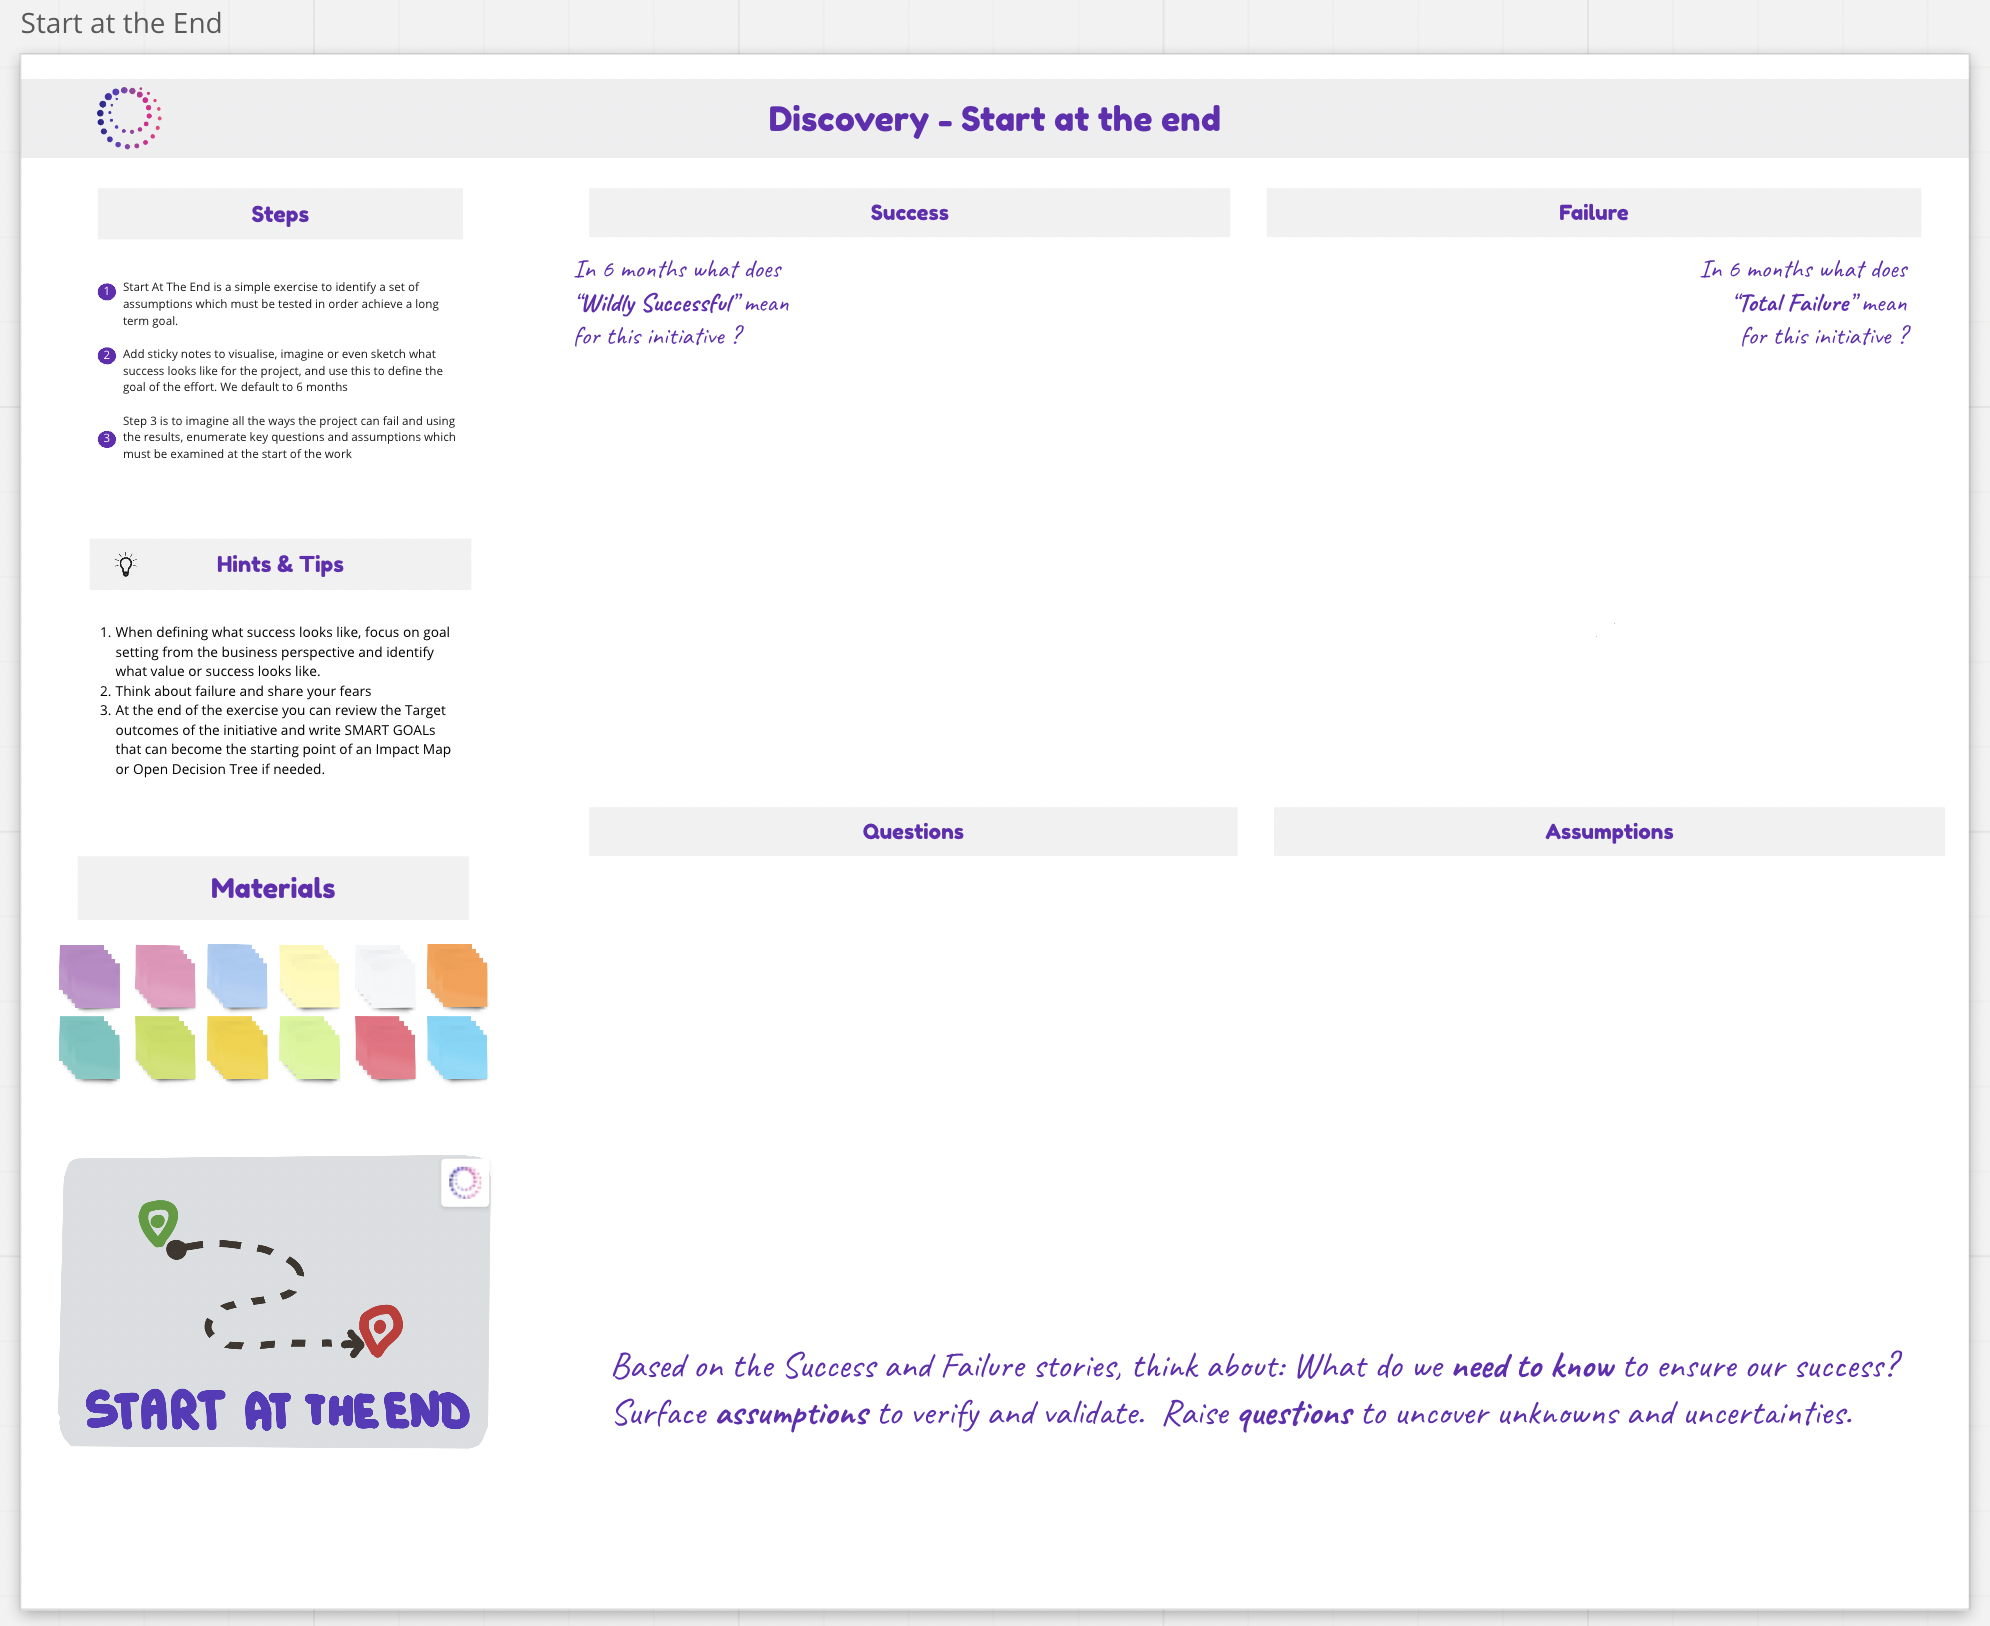 Start at the End
Discovery - Start at the end
Steps
1
Start At The End is a simple exercise to identify a set of
assumptions which must be tested in order achieve a long
term goal.
2
Add sticky notes to visualise, imagine or even sketch what
success looks like for the project, and use this to define the
goal of the effort. We default to 6 months
3
Step 3 is to imagine all the ways the project can fail and using
the results, enumerate key questions and assumptions which
must be examined at the start of the work
Hints & Tips
1. When defining what success looks like, focus on goal
setting from the business perspective and identify
what value or success looks like.
2. Think about failure and share your fears
3. At the end of the exercise you can review the Target
outcomes of the initiative and write SMART GOALs
that can become the starting point of an Impact Map
or Open Decision Tree if needed.
Materials
START AT THE END
Success
In 6 months what does
“Wildly Successful” mean
for this initiative ?
Failure
In 6 months what does
“Total Failure” mean
for this initiative ?
Questions
Assumptions
Based on the Success and Failure stories, think about: What do we need to know to ensure our success?
Surface assumptions to verify and validate. Raise questions to uncover unknowns and uncertainties.